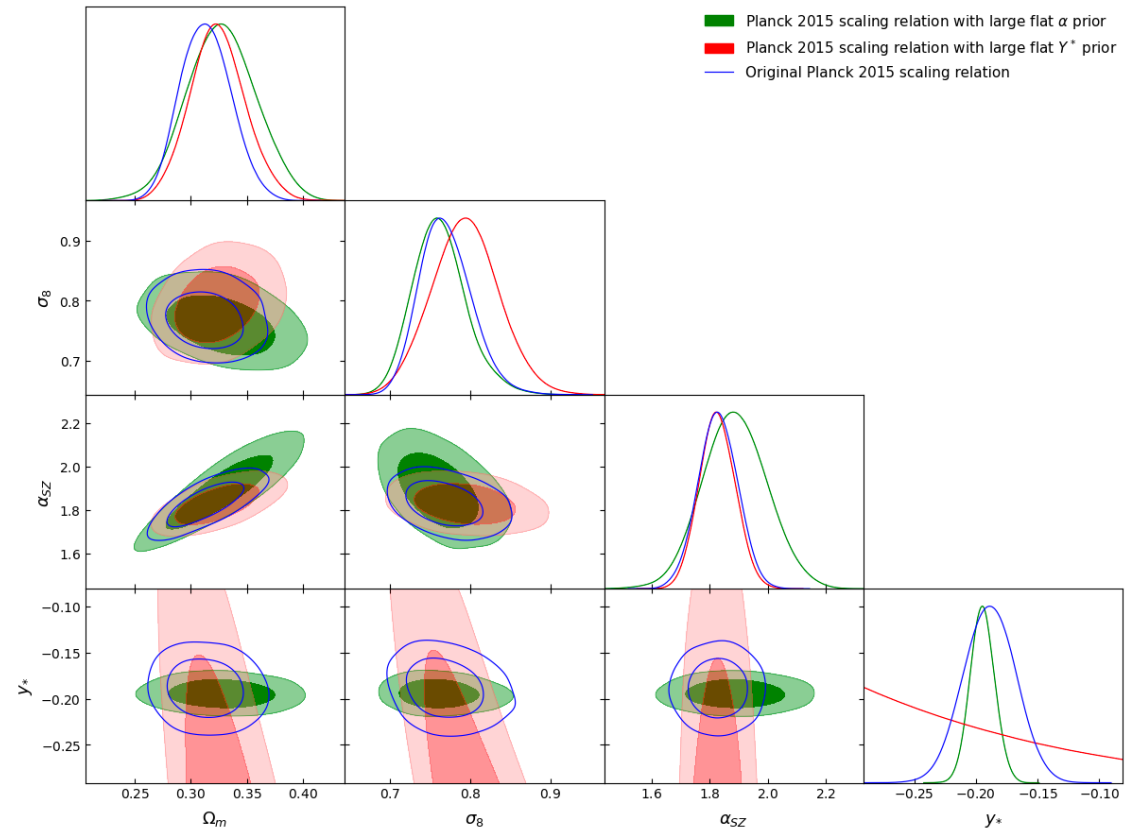 Planck 2015 scaling relation with large flat α prior
Planck 2015 scaling relation with large flat Y* prior
Original Planck 2015 scaling relation
0.9
0.8
0.7
σ8
2.2
2.0
1.8
1.6
αSZ
−0.10
−0.15
−0.20
−0.25
y*
0.25 0.30 0.35 0.40
0.7 0.8 0.9
1.6 1.8 2.0 2.2
−0.25 −0.20 −0.15 −0.10
Ωm
σ8
αSZ
y*